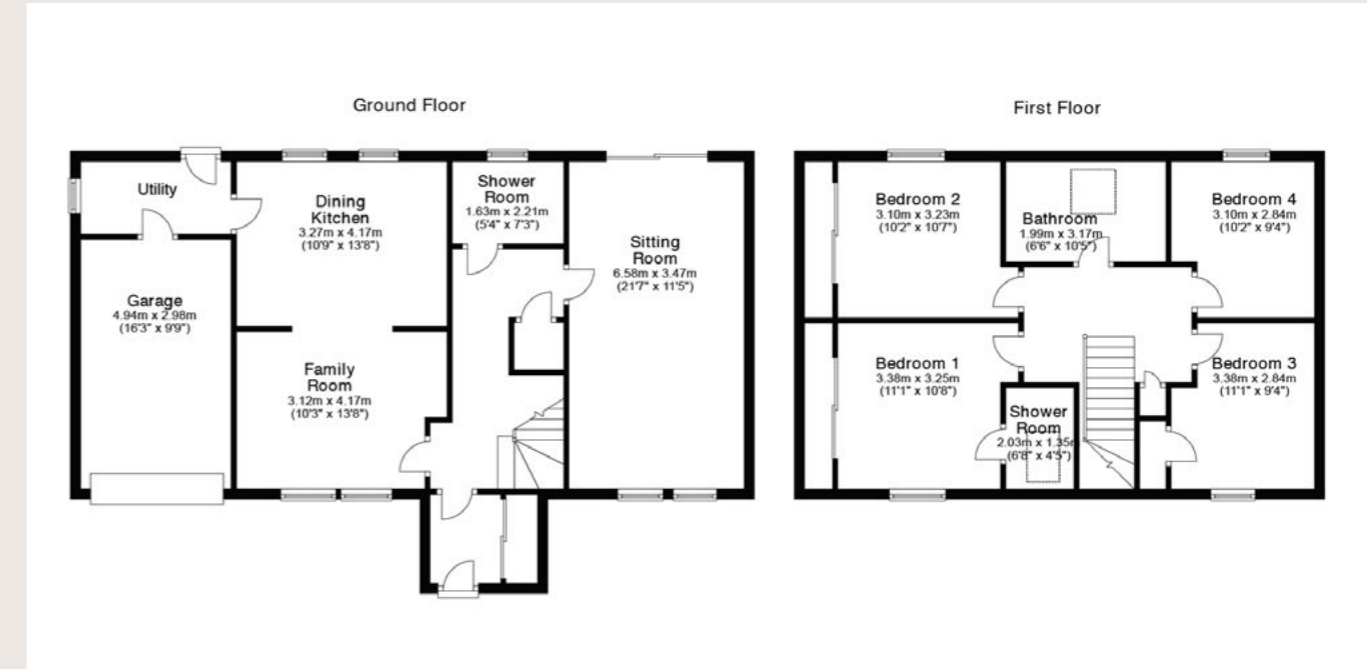 Ground Floor
First Floor
Utility
Dining
Kitchen
3.27m x 4.17m
(10'9" x 13'8")
Shower
Room
1.63m x 2.21m
(5'4" x 7'3")
Sitting
Room
6.58m x 3.47m
(21'7" x 11'5")
Garage
4.94m x 2.98m
(16'3" x 9'9")
Family
Room
3.12m x 4.17m
(10'3" x 13'8")
Bedroom 2
3.10m x 3.23m
(10'2" x 10'7")
Bathroom
1.99m x 3.17m
(6'6" x 10'5")
Bedroom 4
3.10m x 2.84m
(10'2" x 9'4")
Bedroom 1
3.38m x 3.25m
(11'1" x 10'8")
Shower
Room
2.03m x 1.35m
(6'8" x 4'5")
Bedroom 3
3.38m x 2.84m
(11'1" x 9'4")